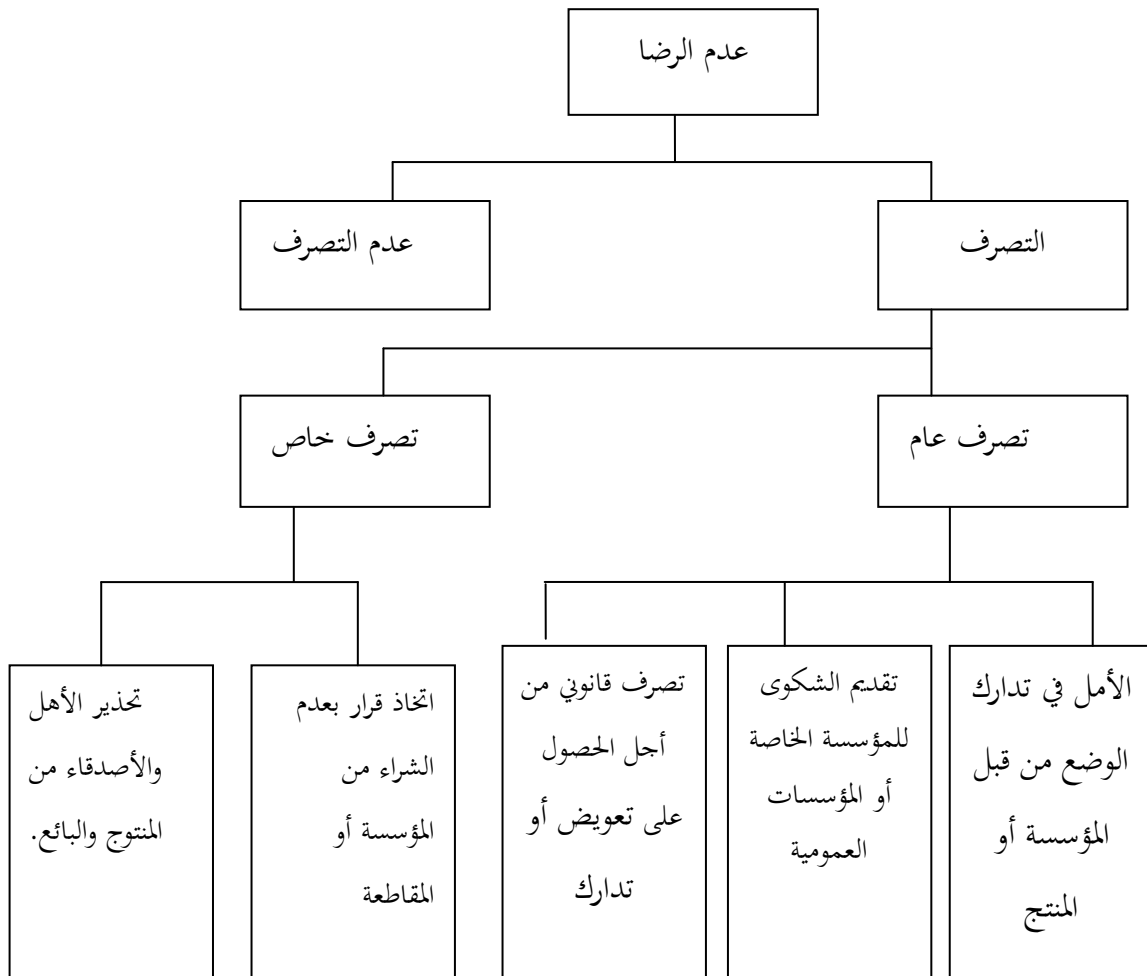 عدم الرضا
التصرف
عدم التصرف
تصرف عام
تصرف خاص
الأمل في تدارك
الوضع من قبل
المؤسسة أو
المنتج
تقديم الشكوى
للمؤسسة الخاصة
أو المؤسسات
العمومية
تصرف قانوني من
أجل الحصول
على تعويض أو
تدارك
اتخاذ قرار بعدم
الشراء من
المؤسسة أو
المقاطعة
تحذير الأهل
والأصدقاء من
المنتوج والبائع.